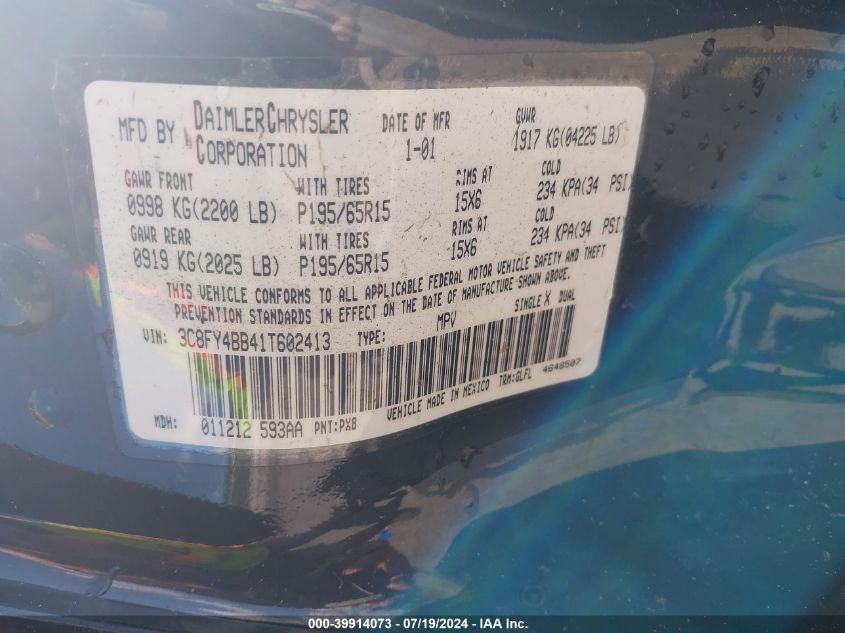 MFD BY DAIMLERCHRYSLER CORPORATION
DATE OF MFR 1-01
GVWR 1917 KG(04225 LB)
GAWR FRONT WITH TIRES RIMS AT COLD
0998 KG(2200 LB) P195/65R15 15X6 234 KPA(34 PSI)
GAWR REAR WITH TIRES RIMS AT COLD
0919 KG(2025 LB) P195/65R15 15X6 234 KPA(34 PSI)
THIS VEHICLE CONFORMS TO ALL APPLICABLE FEDERAL MOTOR VEHICLE SAFETY AND THEFT
PREVENTION STANDARDS IN EFFECT ON THE DATE OF MANUFACTURE SHOWN ABOVE.
VIN: 3C8FY4BB41T602413 TYPE: MPV SINGLE X DUAL
MDH: 011212 593AA PNT:PX8 VEHICLE MADE IN MEXICO TRM:GLFL 4648507
000-39914073 / 07/19/2024 - IAA Inc.